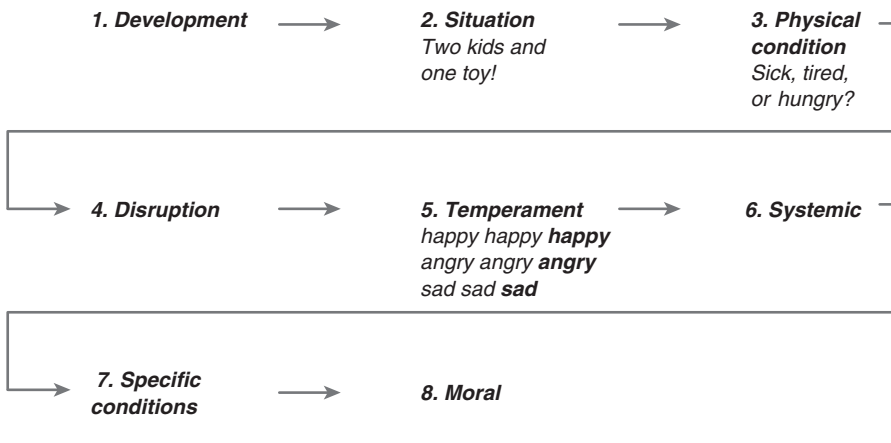 1. Development
2. Situation
Two kids and
one toy!
3. Physical
condition
Sick, tired,
or hungry?
4. Disruption
5. Temperament
happy happy happy
angry angry angry
sad sad sad
6. Systemic
7. Specific
conditions
8. Moral